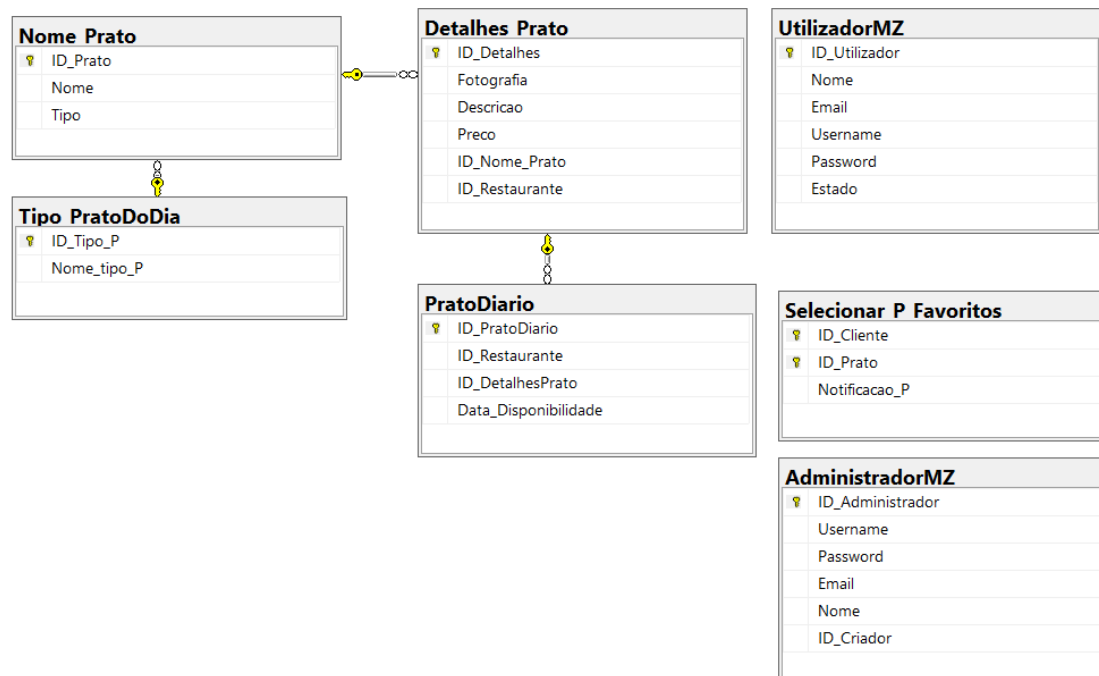 Nome Prato
ID_Prato
Nome
Tipo
Tipo PratoDoDia
ID_Tipo_P
Nome_tipo_P
Detalhes Prato
ID_Detalhes
Fotografia
Descricao
Preco
ID_Nome_Prato
ID_Restaurante
PratoDiario
ID_PratoDiario
ID_Restaurante
ID_DetalhesPrato
Data_Disponibilidade
UtilizadorMZ
ID_Utilizador
Nome
Email
Username
Password
Estado
Selecionar P Favoritos
ID_Cliente
ID_Prato
Notificacao_P
AdministradorMZ
ID_Administrador
Username
Password
Email
Nome
ID_Criador